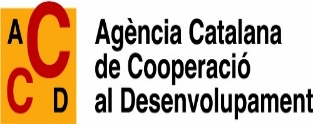 A C
C D
Agència Catalana
de Cooperació
al Desenvolupament